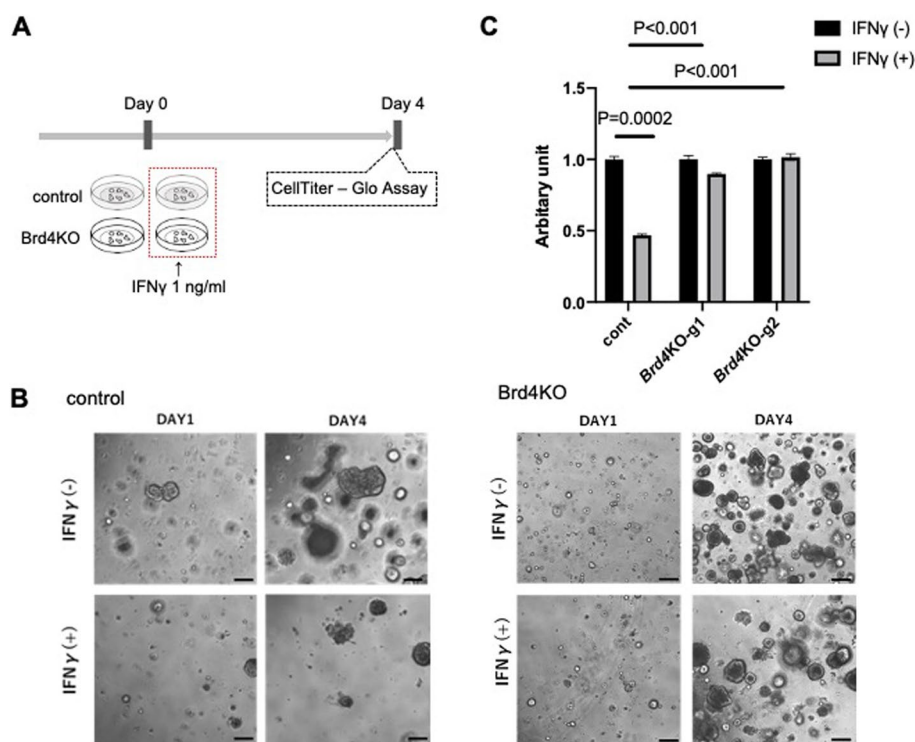 A
Day 0
Day 4
CellTiter – Glo Assay
control
Brd4KO
↑
IFNγ 1 ng/ml
C
P<0.001
IFNγ (-)
IFNγ (+)
P<0.001
P=0.0002
1.5
1.0
0.5
0.0
Arbitary unit
cont
Brd4KO-g1
Brd4KO-g2
B
control
DAY1
DAY4
IFNγ (-)
IFNγ (+)
Brd4KO
DAY1
DAY4
IFNγ (-)
IFNγ (+)